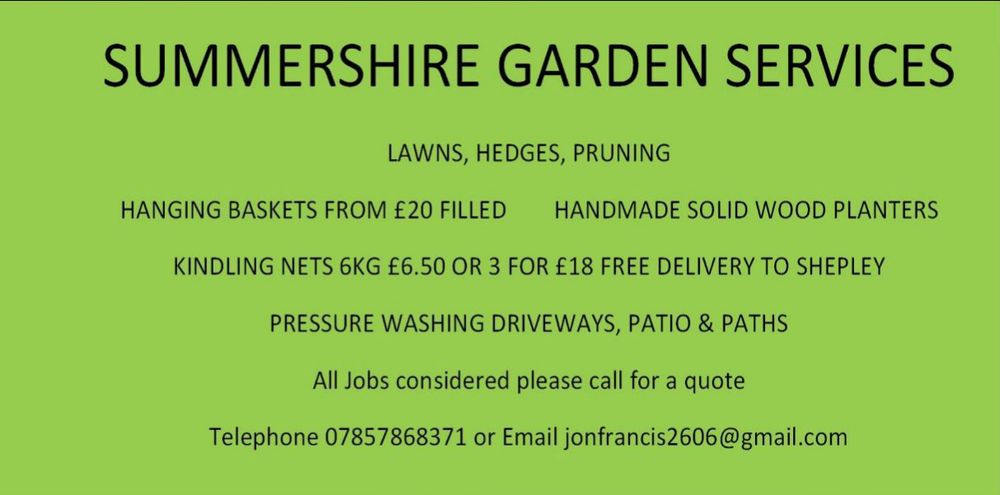 SUMMERSHIRE GARDEN SERVICES
LAWNS, HEDGES, PRUNING
HANGING BASKETS FROM £20 FILLED HANDMADE SOLID WOOD PLANTERS
KINDLING NETS 6KG £6.50 OR 3 FOR £18 FREE DELIVERY TO SHEPLEY
PRESSURE WASHING DRIVEWAYS, PATIO & PATHS
All Jobs considered please call for a quote
Telephone 07857868371 or Email jonfrancis2606@gmail.com